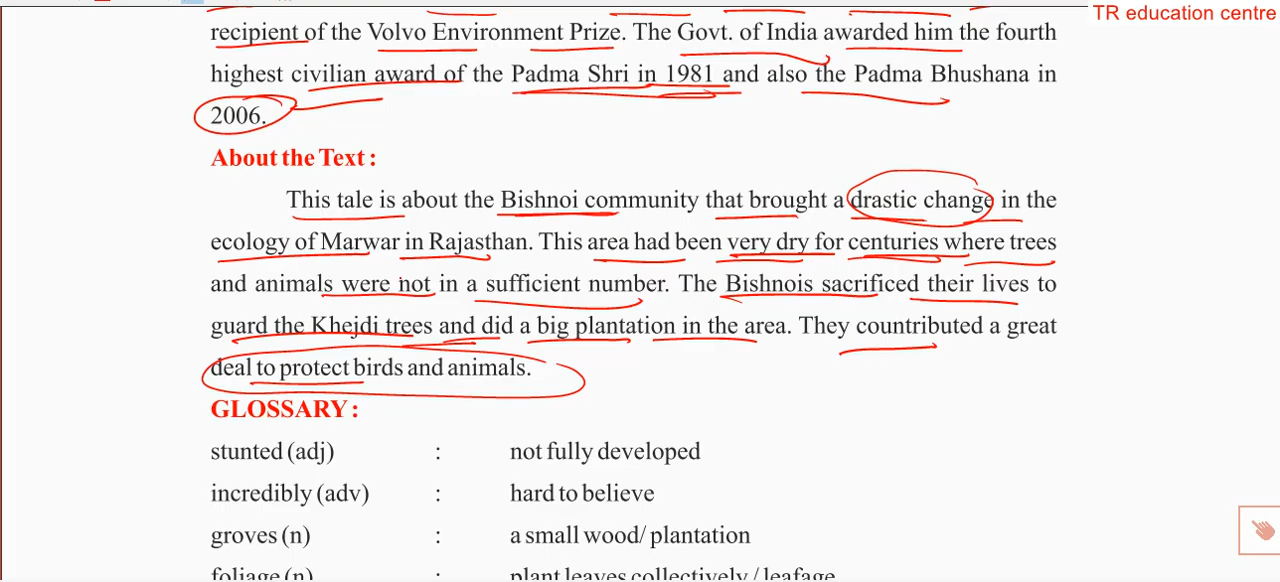 TR education centre
recipient of the Volvo Environment Prize. The Govt. of India awarded him the fourth
highest civilian award of the Padma Shri in 1981 and also the Padma Bhushana in
2006.
About the Text :
This tale is about the Bishnoi community that brought a drastic change in the
ecology of Marwar in Rajasthan. This area had been very dry for centuries where trees
and animals were not in a sufficient number. The Bishnois sacrificed their lives to
guard the Khejdi trees and did a big plantation in the area. They countributed a great
deal to protect birds and animals.
GLOSSARY :
stunted (adj) : not fully developed
incredibly (adv) : hard to believe
groves (n) : a small wood/ plantation
foliage (n) : plant leaves collectively / leafage